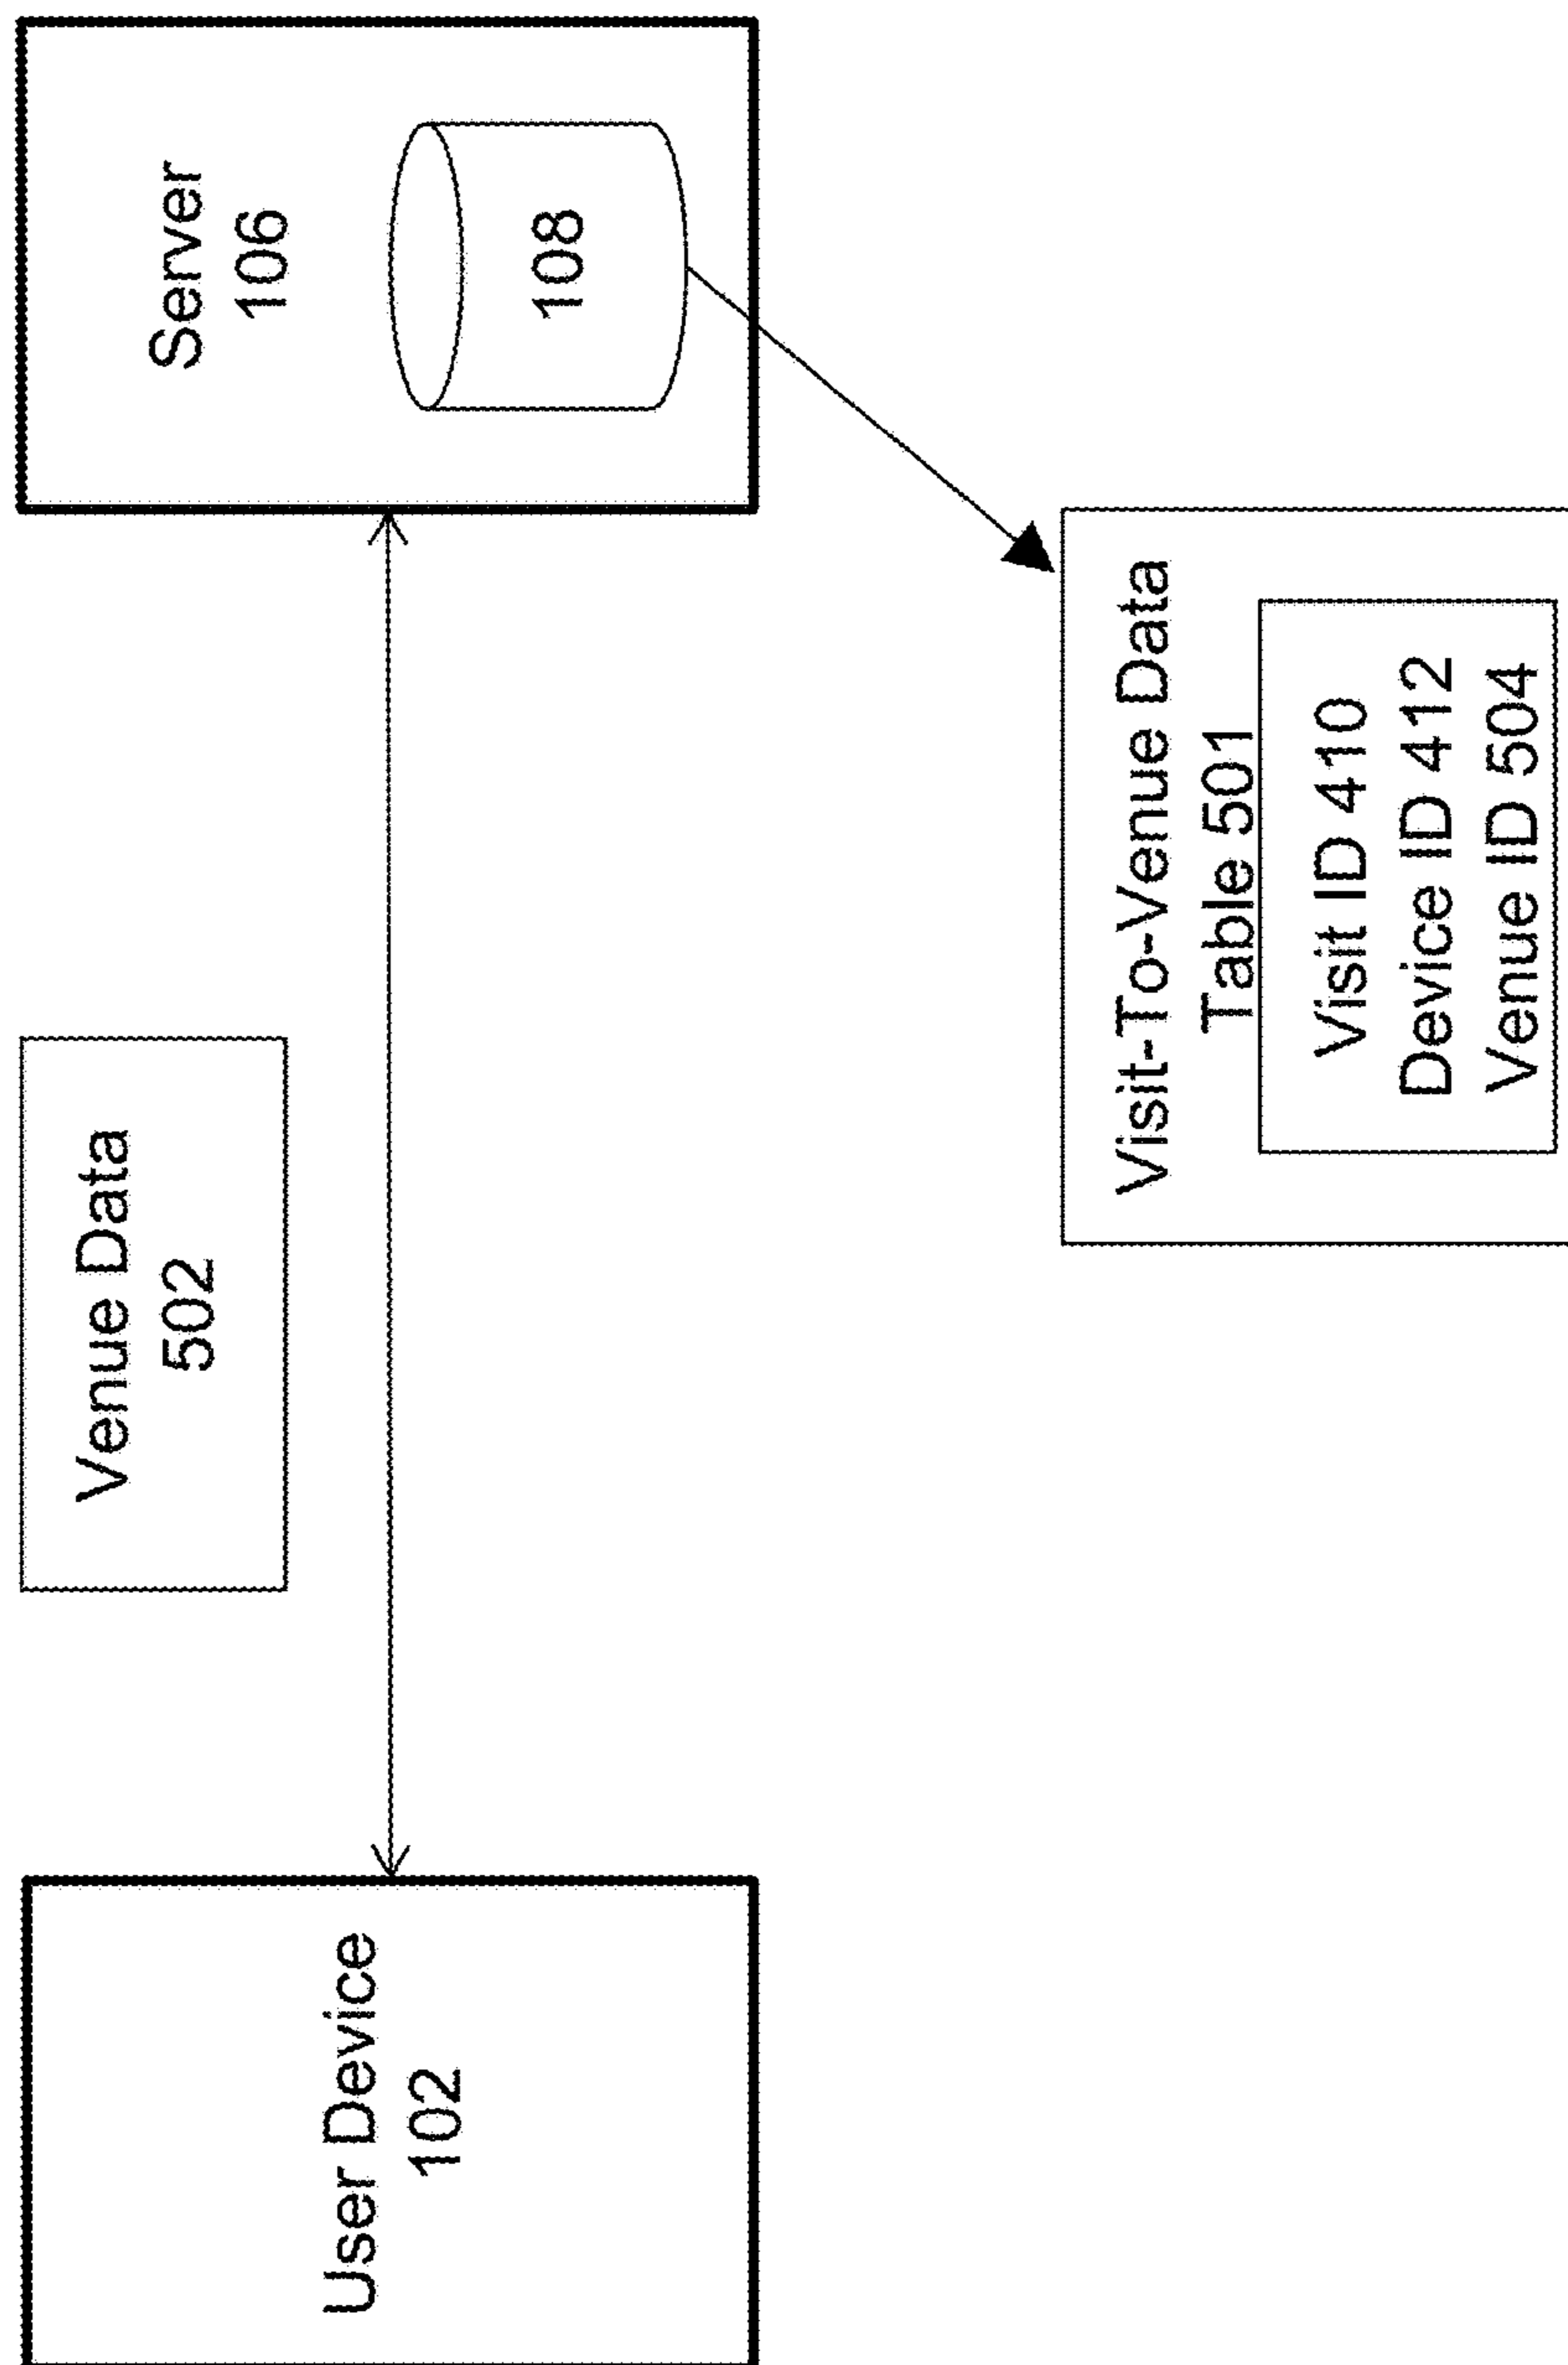 User Device
102
Venue Data
502
Server
106
108
Visit-To-Venue Data
Table 501
Visit ID 410
Device ID 412
Venue ID 504